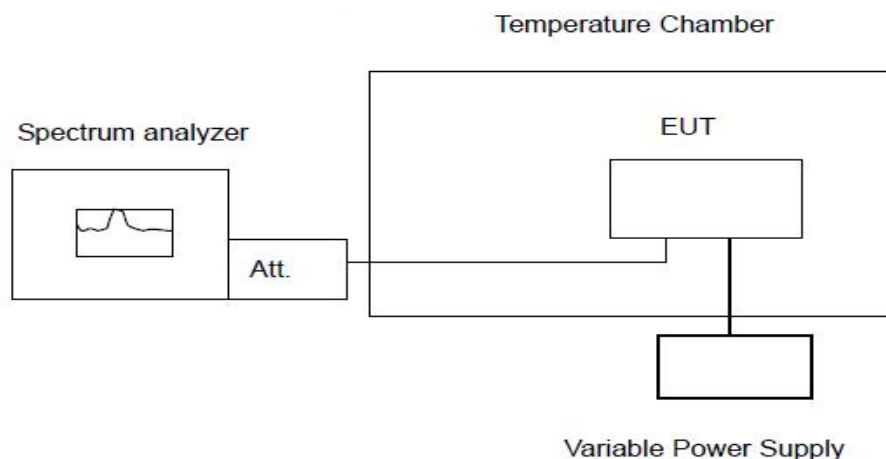 Temperature Chamber
Spectrum analyzer
EUT
Att.
Variable Power Supply